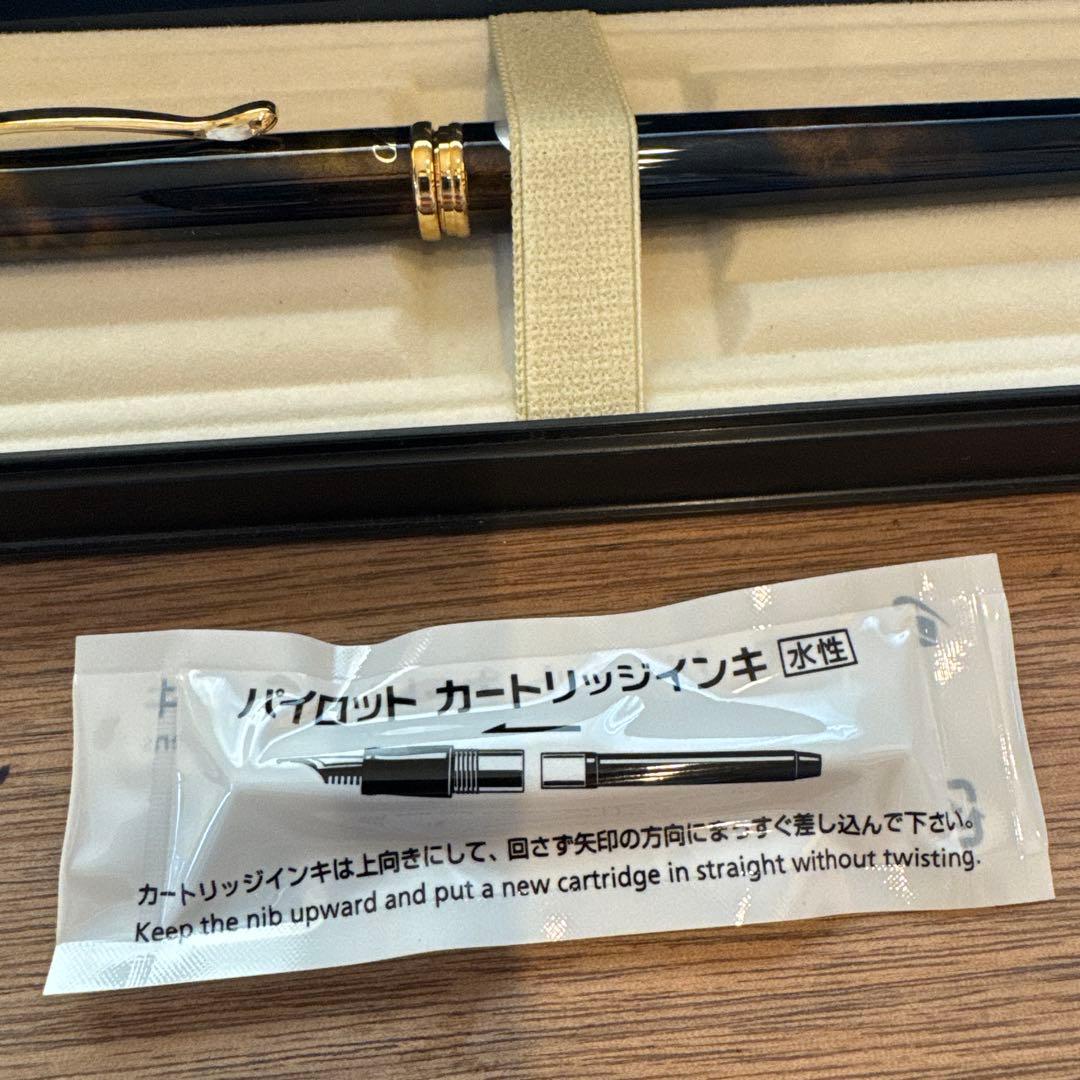 パイロット カートリッジインキ 水性
カートリッジインキは上向きにして、回さず矢印の方向にまっすぐ差し込んで下さい。
Keep the nib upward and put a new cartridge in straight without twisting.